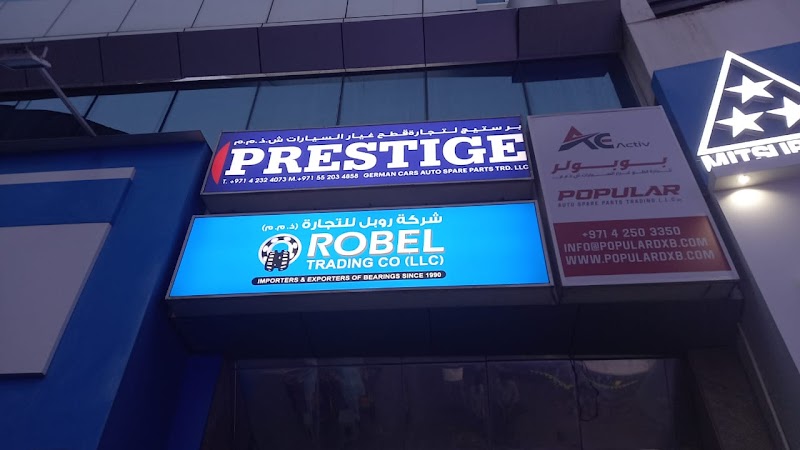 برستيج لتجارة قطع غيار السيارات ش.ذ.م.م
PRESTIGE
T. +971 4 232 4073 M.+971 55 203 4858 GERMAN CARS AUTO SPARE PARTS TRD. LLC
شركة روبل للتجارة (ذ.م.م)
ROBEL
TRADING CO (LLC)
IMPORTERS & EXPORTERS OF BEARINGS SINCE 1990
Activ
بوبولر
POPULAR
AUTO SPARE PARTS TRADING L.L.C
+971 4 250 3350
INFO@POPULARDXB.COM
WWW.POPULARDXB.COM